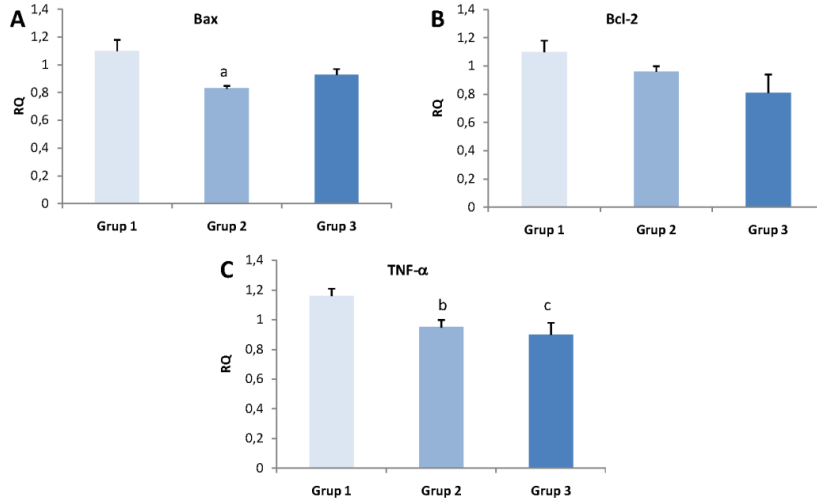 A
Bax
1,4
1,2
1
0,8
0,6
0,4
0,2
0
RQ
a
Grup 1 Grup 2 Grup 3
B
Bcl-2
1,4
1,2
1
0,8
0,6
0,4
0,2
0
RQ
Grup 1 Grup 2 Grup 3
C
TNF-α
1,4
1,2
1
0,8
0,6
0,4
0,2
0
RQ
b c
Grup 1 Grup 2 Grup 3